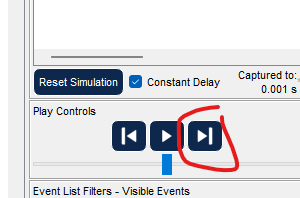 Reset Simulation
Constant Delay
Captured to:
0.001 s
Play Controls
Event List Filters - Visible Events